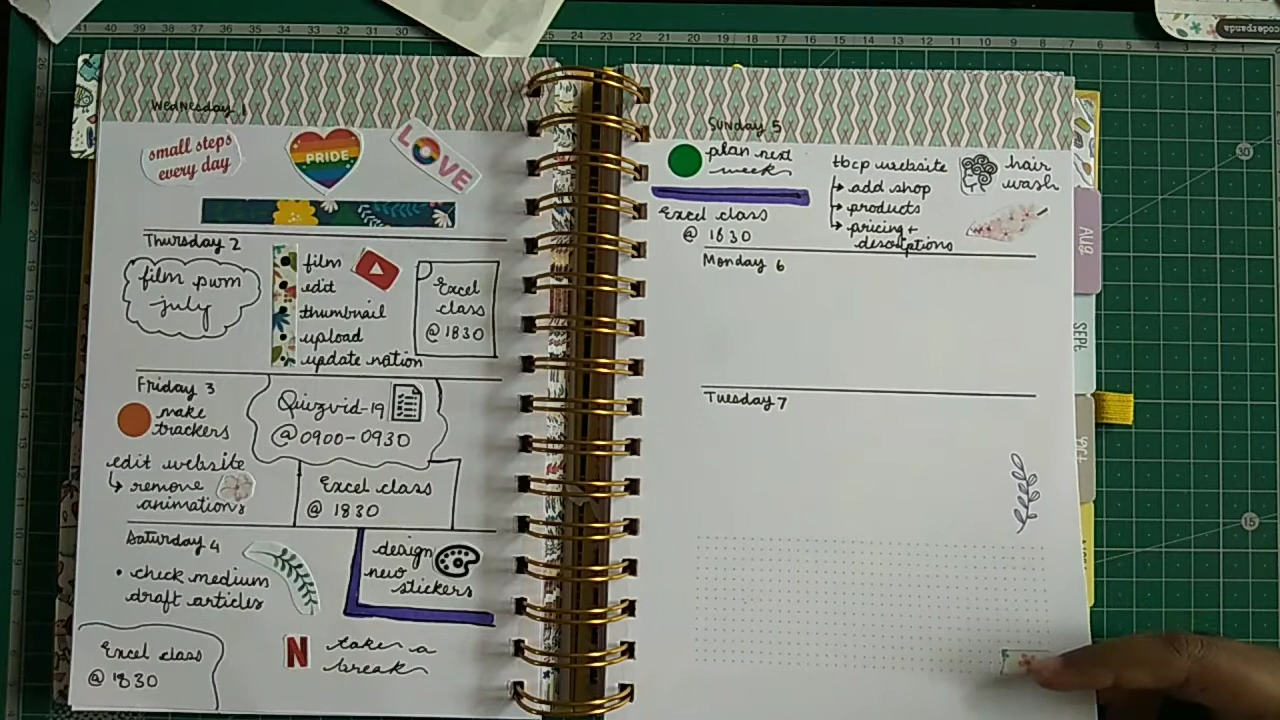 Wednesday 1
small steps
every day
PRIDE
LOVE
Thursday 2
film pwm
july
film
edit
thumbnail
upload
update notion
Excel
class
@ 1830
Friday 3
make
trackers
Quizvid-19
@ 0900-0930
edit website
↳ remove
animations
Excel class
@ 1830
Saturday 4
• check medium
draft articles
design
new
stickers
Excel class
@ 1830
N
take a
break
Sunday 5
plan next
week
Excel class
@ 1830
tbcp website
↳ add shop
↳ products
↳ pricing +
descriptions
hair
wash
Monday 6
Tuesday 7
Aug
SEPT
OCT